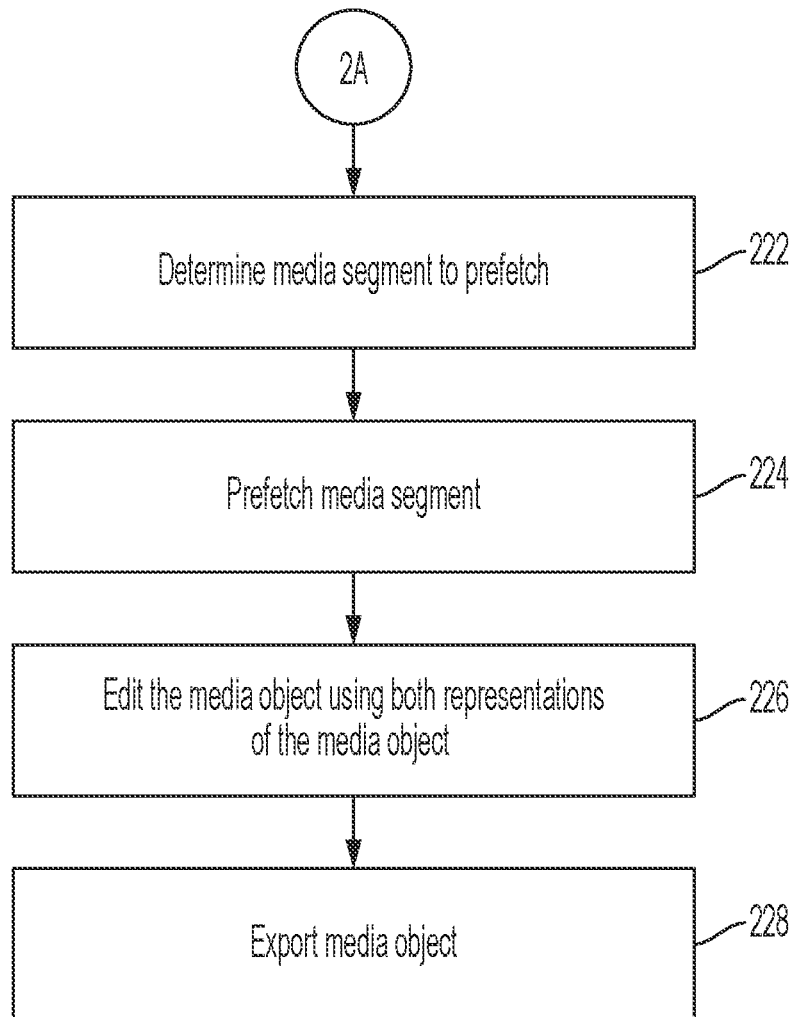 2A
Determine media segment to prefetch
222
Prefetch media segment
224
Edit the media object using both representations
of the media object
226
Export media object
228